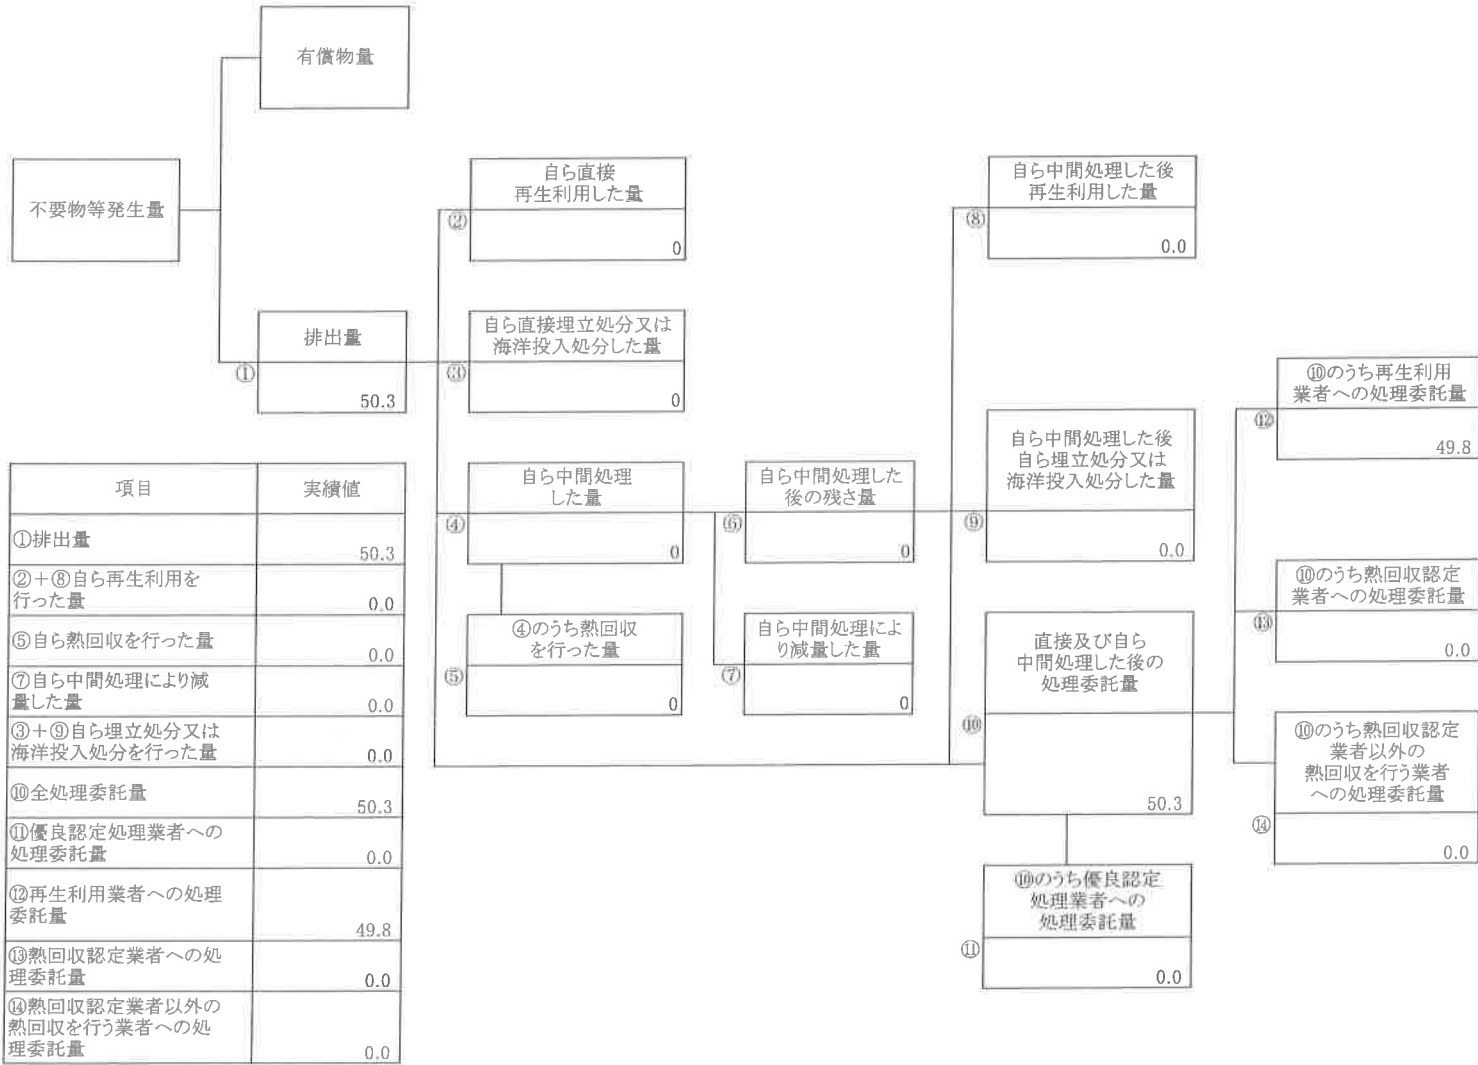 有償物量
不要物等発生量
排出量
①
50.3
自ら直接
再生利用した量
②
0
自ら直接埋立処分又は
海洋投入処分した量
③
0
自ら中間処理
した量
④
0
④のうち熱回収
を行った量
⑤
0
自ら中間処理した
後の残さ量
⑥
0
自ら中間処理によ
り減量した量
⑦
0
自ら中間処理した後
再生利用した量
⑧
0.0
自ら中間処理した後
自ら埋立処分又は
海洋投入処分した量
⑨
0.0
直接及び自ら
中間処理した後の
処理委託量
⑩
50.3
⑩のうち優良認定
処理業者への
処理委託量
⑪
0.0
⑩のうち再生利用
業者への処理委託量
⑫
49.8
⑩のうち熱回収認定
業者への処理委託量
⑬
0.0
⑩のうち熱回収認定
業者以外の
熱回収を行う業者
への処理委託量
⑭
0.0
項目 実績値
①排出量
50.3
②＋⑧自ら再生利用を
行った量
0.0
⑤自ら熱回収を行った量
0.0
⑦自ら中間処理により減
量した量
0.0
③＋⑨自ら埋立処分又は
海洋投入処分を行った量
0.0
⑩全処理委託量
50.3
⑪優良認定処理業者への
処理委託量
0.0
⑫再生利用業者への処理
委託量
49.8
⑬熱回収認定業者への処
理委託量
0.0
⑭熱回収認定業者以外の
熱回収を行う業者への処
理委託量
0.0